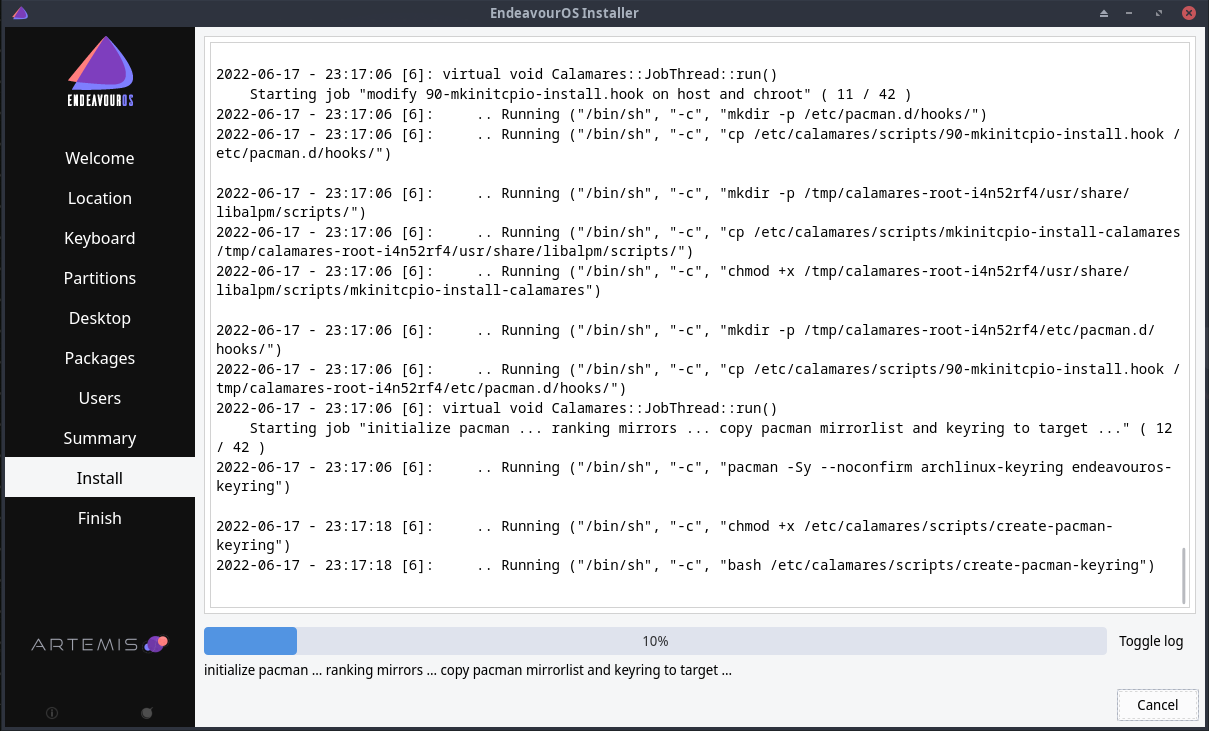 EndeavourOS Installer
ENDEAVOUROS
Welcome
Location
Keyboard
Partitions
Desktop
Packages
Users
Summary
Install
Finish
ARTEMIS
2022-06-17 - 23:17:06 [6]: virtual void Calamares::JobThread::run()
Starting job "modify 90-mkinitcpio-install.hook on host and chroot" ( 11 / 42 )
2022-06-17 - 23:17:06 [6]:     .. Running ("/bin/sh", "-c", "mkdir -p /etc/pacman.d/hooks/")
2022-06-17 - 23:17:06 [6]:     .. Running ("/bin/sh", "-c", "cp /etc/calamares/scripts/90-mkinitcpio-install.hook /
etc/pacman.d/hooks/")
2022-06-17 - 23:17:06 [6]:     .. Running ("/bin/sh", "-c", "mkdir -p /tmp/calamares-root-i4n52rf4/usr/share/
libalpm/scripts/")
2022-06-17 - 23:17:06 [6]:     .. Running ("/bin/sh", "-c", "cp /etc/calamares/scripts/mkinitcpio-install-calamares
/tmp/calamares-root-i4n52rf4/usr/share/libalpm/scripts/")
2022-06-17 - 23:17:06 [6]:     .. Running ("/bin/sh", "-c", "chmod +x /tmp/calamares-root-i4n52rf4/usr/share/
libalpm/scripts/mkinitcpio-install-calamares")
2022-06-17 - 23:17:06 [6]:     .. Running ("/bin/sh", "-c", "mkdir -p /tmp/calamares-root-i4n52rf4/etc/pacman.d/
hooks/")
2022-06-17 - 23:17:06 [6]:     .. Running ("/bin/sh", "-c", "cp /etc/calamares/scripts/90-mkinitcpio-install.hook /
tmp/calamares-root-i4n52rf4/etc/pacman.d/hooks/")
2022-06-17 - 23:17:06 [6]: virtual void Calamares::JobThread::run()
Starting job "initialize pacman ... ranking mirrors ... copy pacman mirrorlist and keyring to target ..." ( 12
/ 42 )
2022-06-17 - 23:17:06 [6]:     .. Running ("/bin/sh", "-c", "pacman -Sy --noconfirm archlinux-keyring endeavouros-
keyring")
2022-06-17 - 23:17:18 [6]:     .. Running ("/bin/sh", "-c", "chmod +x /etc/calamares/scripts/create-pacman-
keyring")
2022-06-17 - 23:17:18 [6]:     .. Running ("/bin/sh", "-c", "bash /etc/calamares/scripts/create-pacman-keyring")
10%
Toggle log
initialize pacman ... ranking mirrors ... copy pacman mirrorlist and keyring to target ...
Cancel